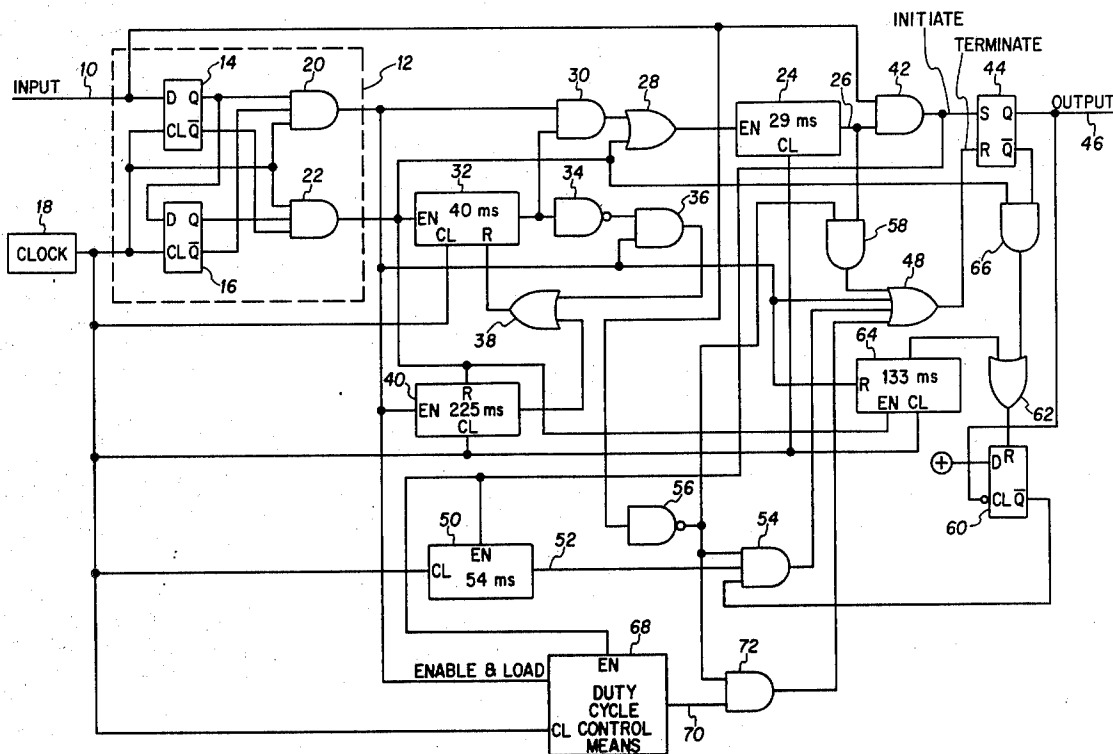 INITIATE
TERMINATE
INPUT
10
14
D Q
CL Q̅
20
12
30
28
24
EN 29 ms
CL
26
42
44
S Q
R Q̅
OUTPUT
46
18
CLOCK
D Q
CL Q̅
16
22
32
40 ms
EN
CL R
34
36
58
48
66
38
40
R
EN 225 ms
CL
64
133 ms
R
EN CL
62
56
50
EN
CL 54 ms
52
54
D R
CL Q̅
60
+
68
ENABLE & LOAD
EN
DUTY
CYCLE
CL CONTROL
MEANS
70
72